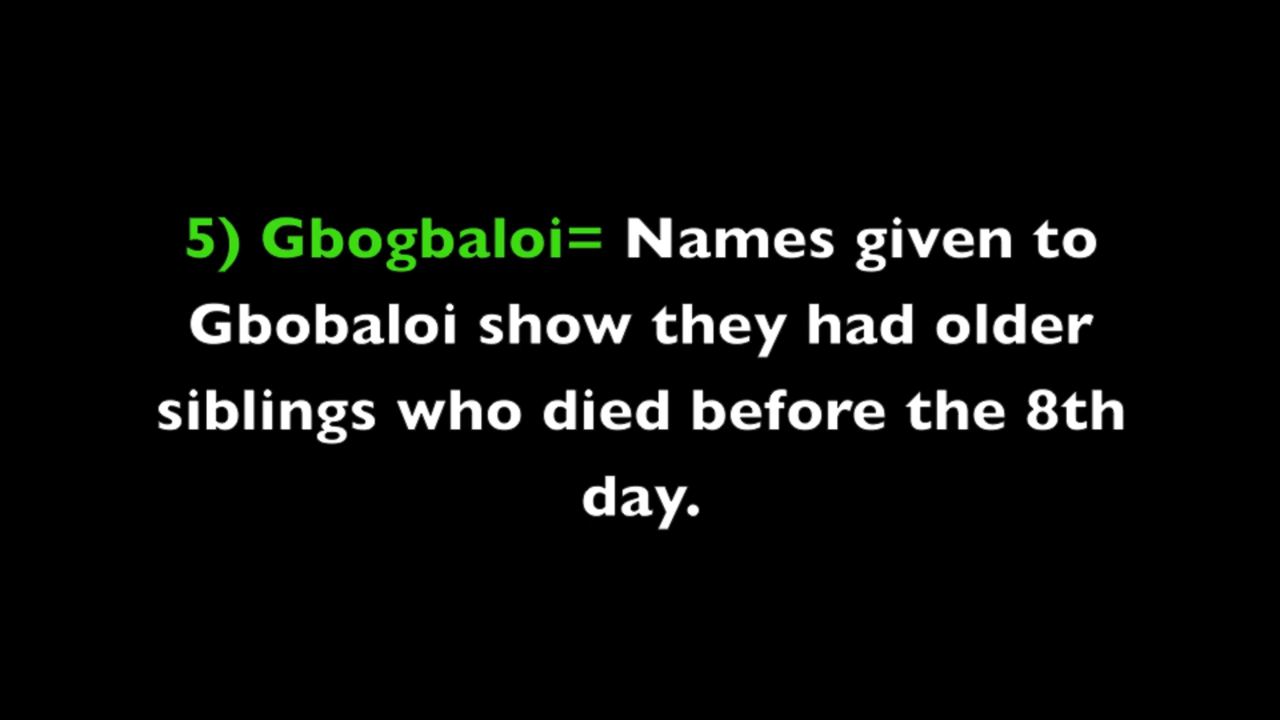 5) Gbogbaloi= Names given to
Gbobaloi show they had older
siblings who died before the 8th
day.